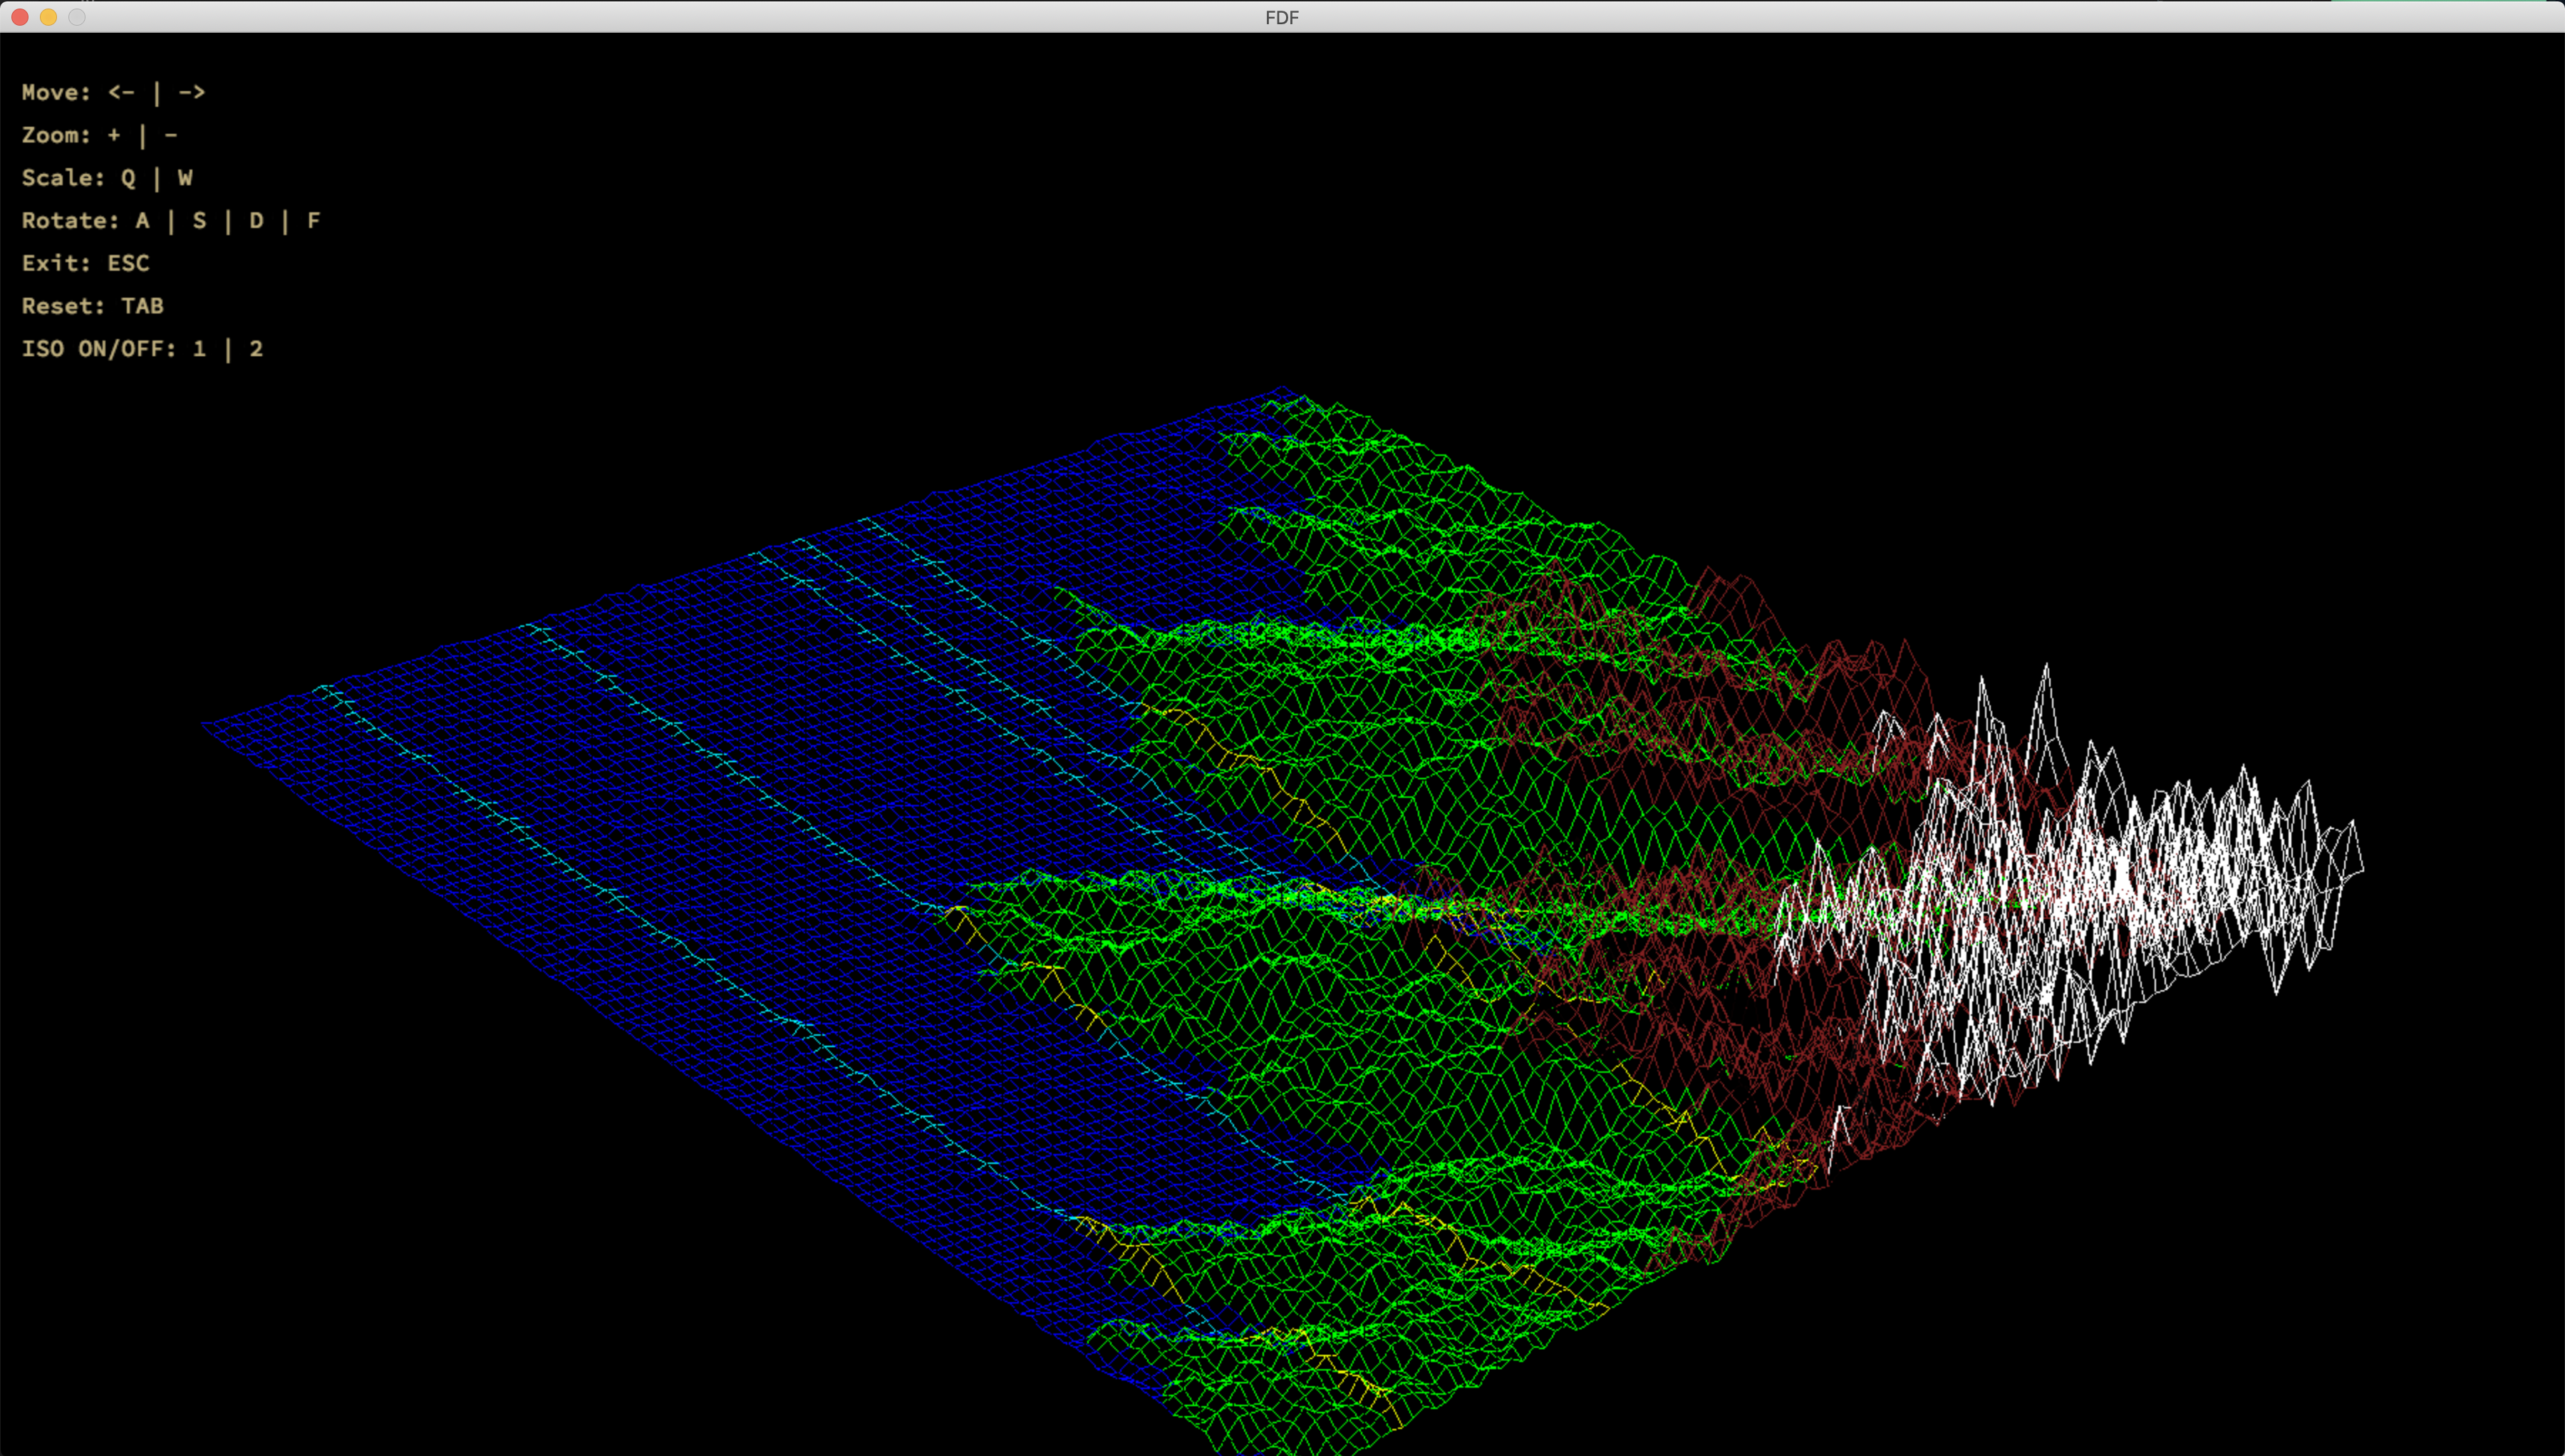 FDF
Move: <- | ->
Zoom: + | -
Scale: Q | W
Rotate: A | S | D | F
Exit: ESC
Reset: TAB
ISO ON/OFF: 1 | 2